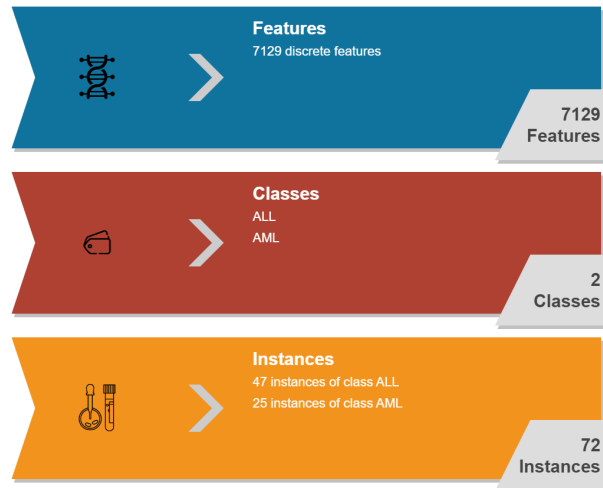 Features
7129 discrete features
7129
Features
Classes
ALL
AML
2
Classes
Instances
47 instances of class ALL
25 instances of class AML
72
Instances